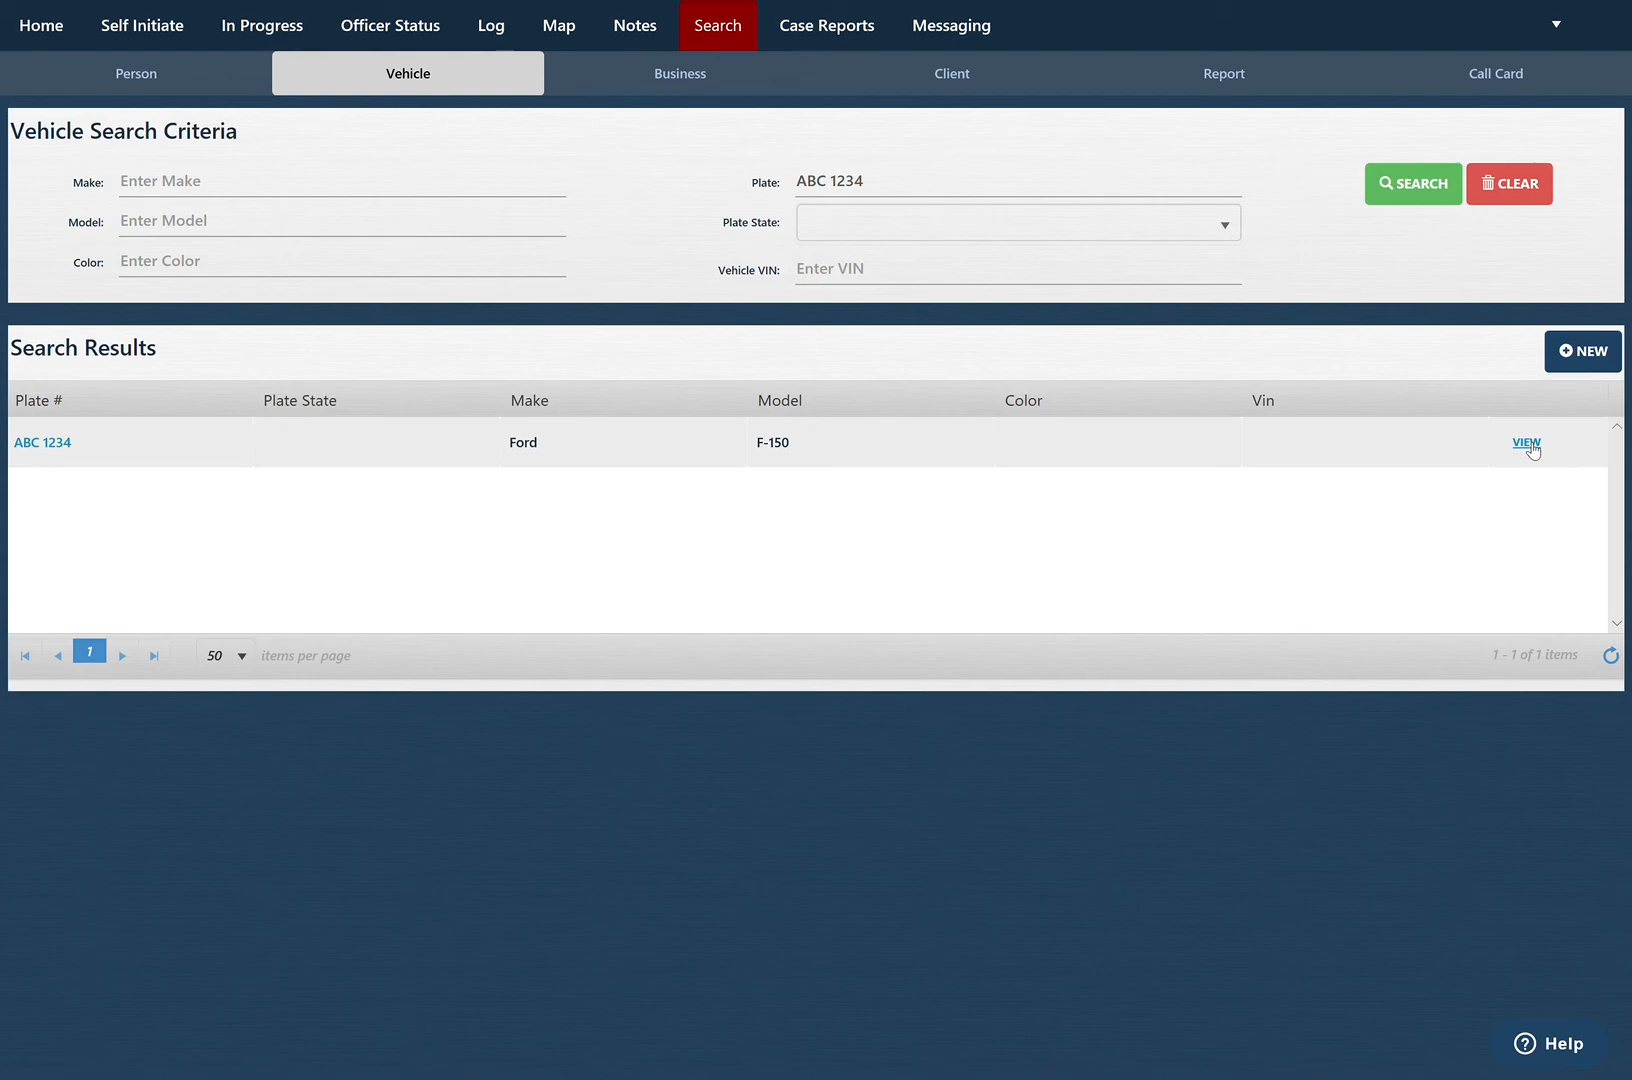 Home Self Initiate In Progress Officer Status Log Map Notes Search Case Reports Messaging
Person Vehicle Business Client Report Call Card
Vehicle Search Criteria
Make: Enter Make Plate: ABC 1234 SEARCH CLEAR
Model: Enter Model Plate State:
Color: Enter Color Vehicle VIN: Enter VIN
Search Results NEW
Plate # Plate State Make Model Color Vin
ABC 1234 Ford F-150 VIEW
1 50 items per page 1 - 1 of 1 items
Help